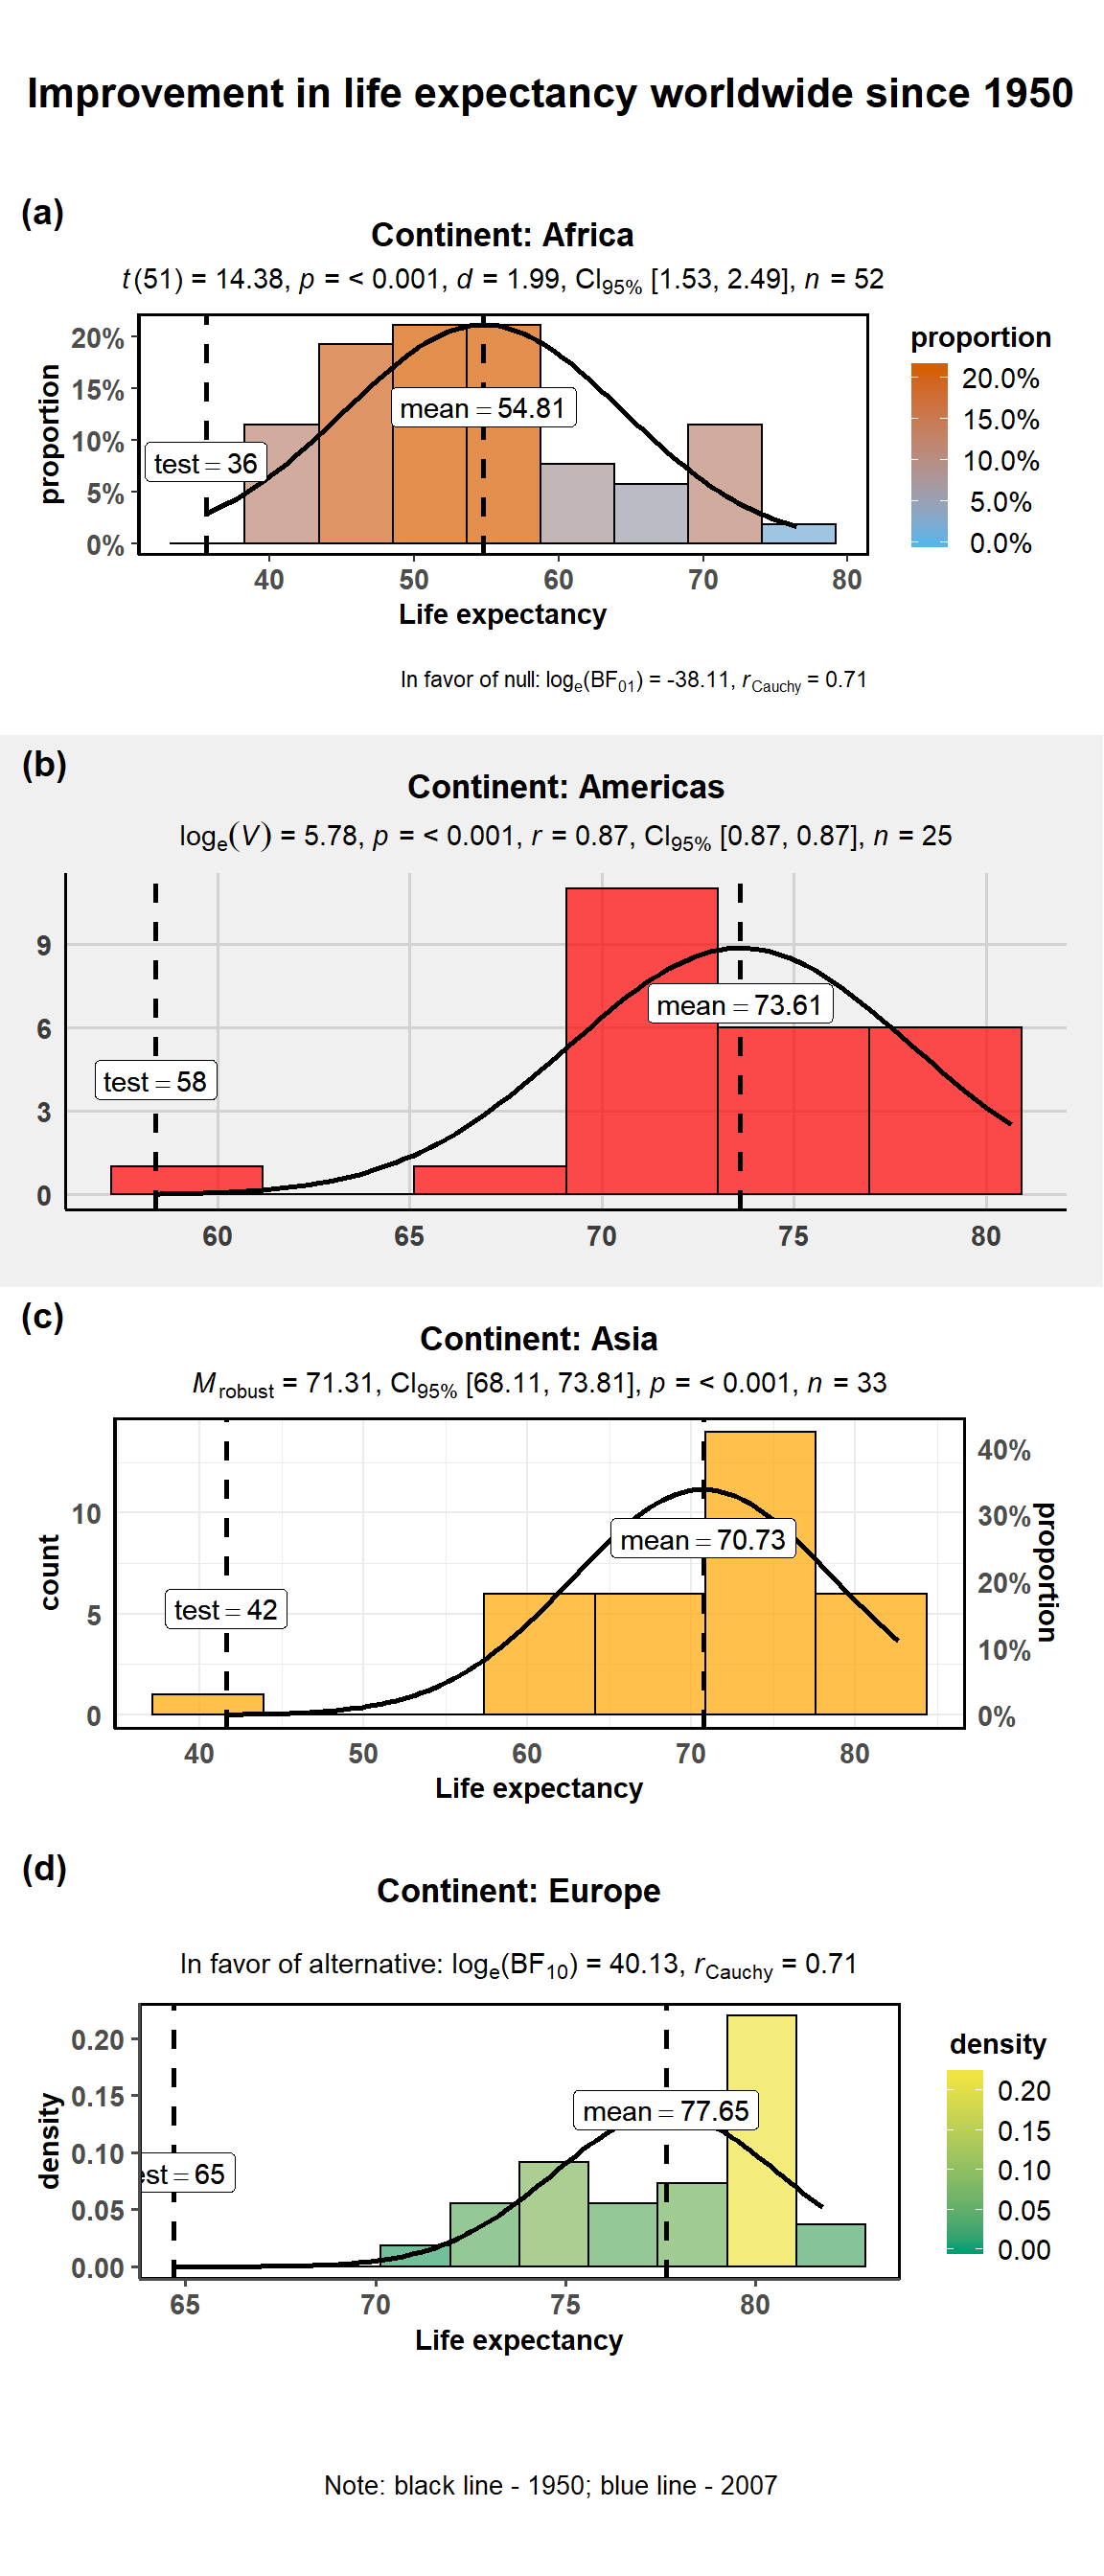 Improvement in life expectancy worldwide since 1950
(a)
Continent: Africa
t(51) = 14.38, p = < 0.001, d = 1.99, CI95% [1.53, 2.49], n = 52
proportion
20%
15%
10%
5%
0%
mean = 54.81
test = 36
40 50 60 70 80
Life expectancy
proportion
20.0%
15.0%
10.0%
5.0%
0.0%
In favor of null: loge(BF01) = -38.11, rCauchy = 0.71
(b)
Continent: Americas
loge(V) = 5.78, p = < 0.001, r = 0.87, CI95% [0.87, 0.87], n = 25
9
6
3
0
mean = 73.61
test = 58
60 65 70 75 80
(c)
Continent: Asia
Mrobust = 71.31, CI95% [68.11, 73.81], p = < 0.001, n = 33
count
10
5
0
mean = 70.73
test = 42
40%
30%
20%
10%
0%
proportion
40 50 60 70 80
Life expectancy
(d)
Continent: Europe
In favor of alternative: loge(BF10) = 40.13, rCauchy = 0.71
density
0.20
0.15
0.10
0.05
0.00
mean = 77.65
est = 65
65 70 75 80
Life expectancy
density
0.20
0.15
0.10
0.05
0.00
Note: black line - 1950; blue line - 2007